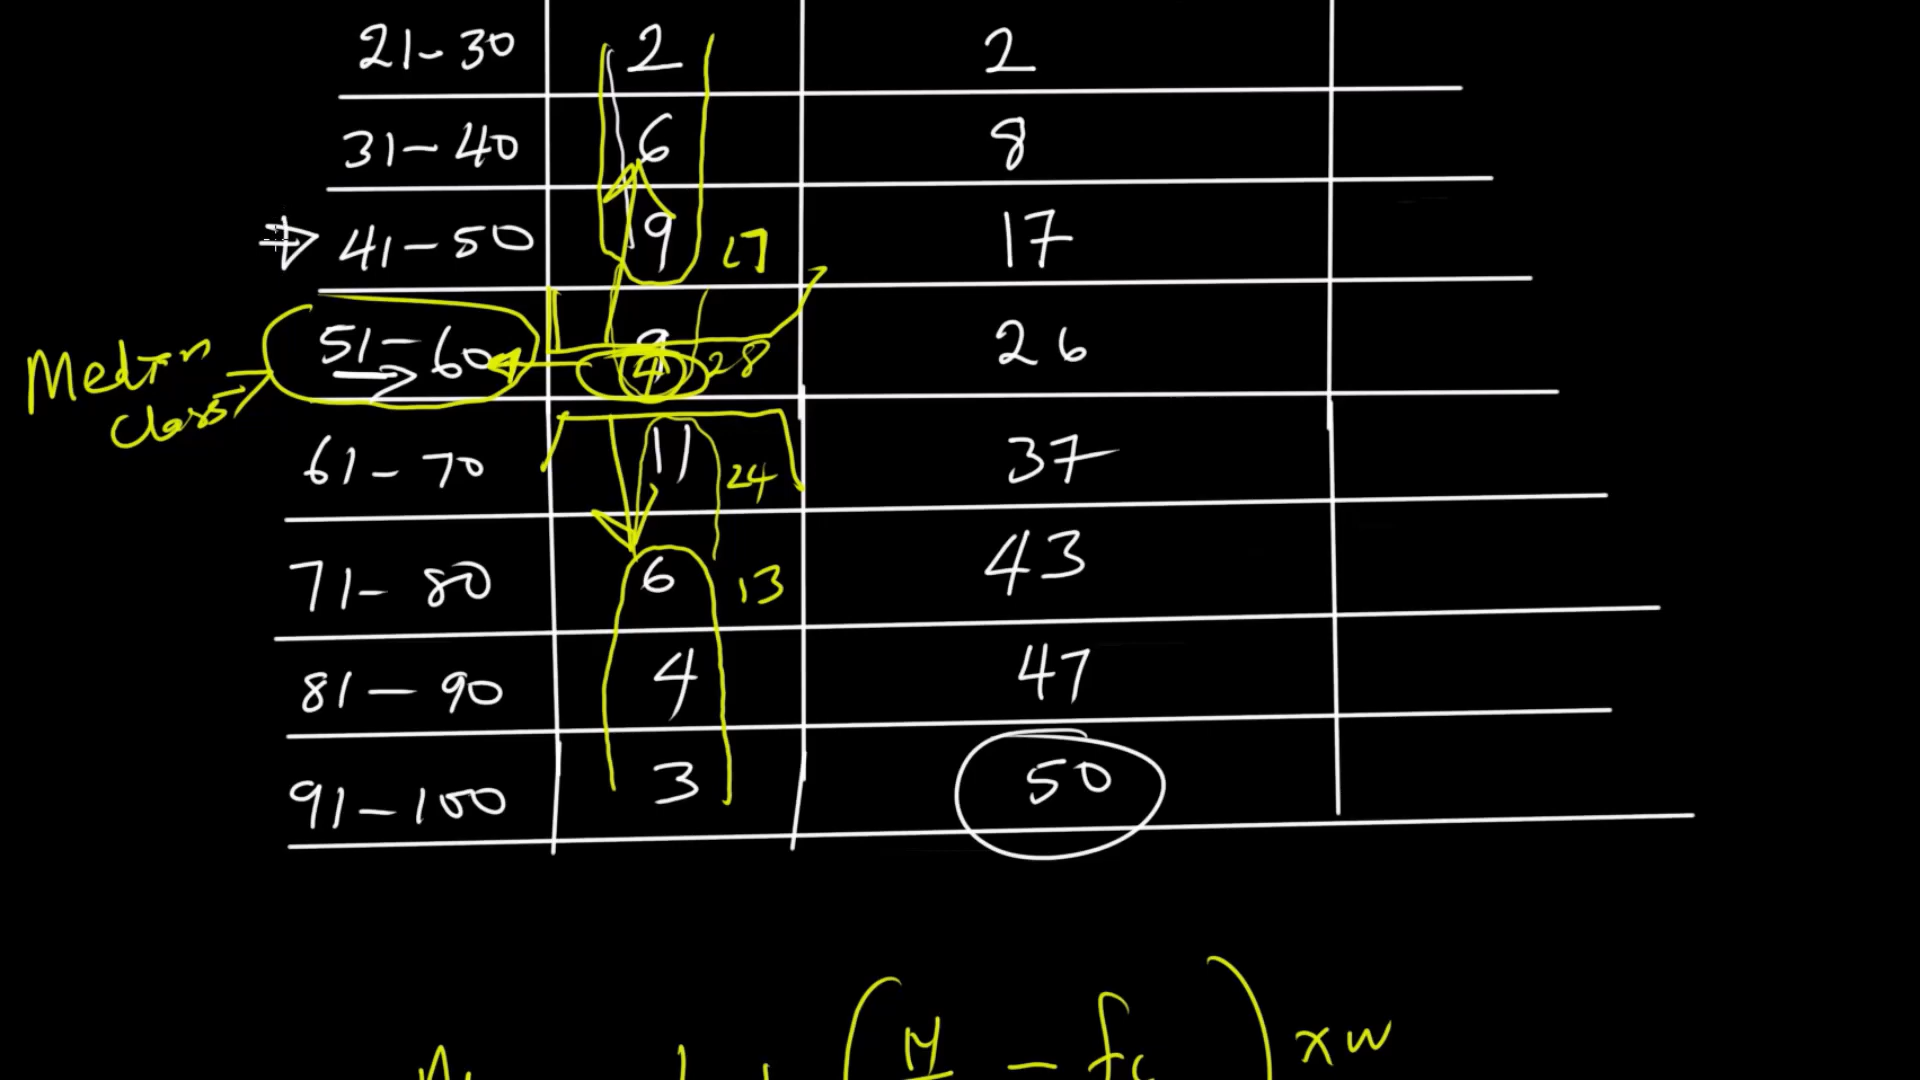 21-30 2 2
31-40 6 8
41-50 9 17 17
51-60 9 4 28 26
Median
class
61-70 11 24 37
71-80 6 13 43
81-90 4 47
91-100 3 50
( N - fc ) x w